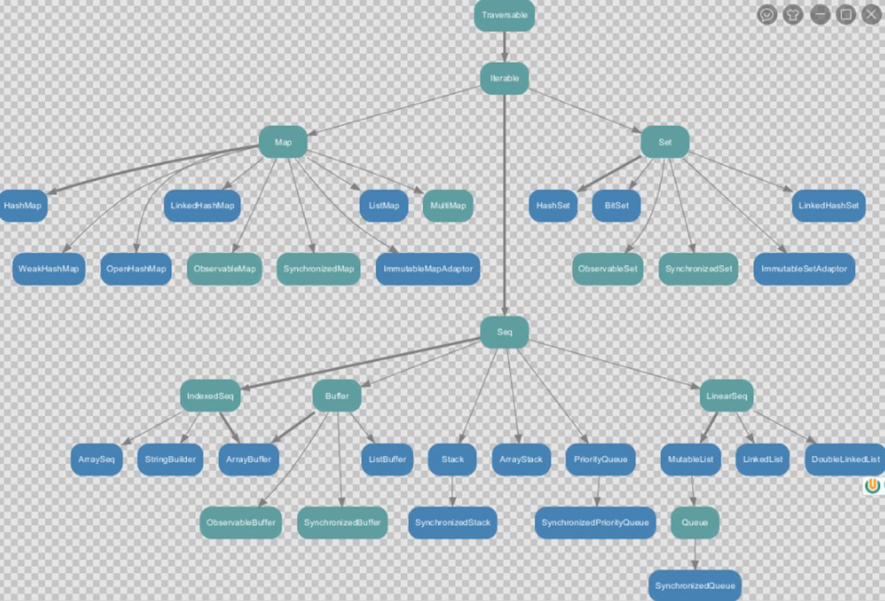 Traversable
Iterable
Map
Set
HashMap
LinkedHashMap
ListMap
MultiMap
HashSet
BitSet
LinkedHashSet
WeakHashMap
OpenHashMap
ObservableMap
SynchronizedMap
ImmutableMapAdaptor
ObservableSet
SynchronizedSet
ImmutableSetAdaptor
Seq
IndexedSeq
Buffer
LinearSeq
ArraySeq
StringBuilder
ArrayBuffer
ListBuffer
Stack
ArrayStack
PriorityQueue
MutableList
LinkedList
DoubleLinkedList
ObservableBuffer
SynchronizedBuffer
SynchronizedStack
SynchronizedPriorityQueue
Queue
SynchronizedQueue